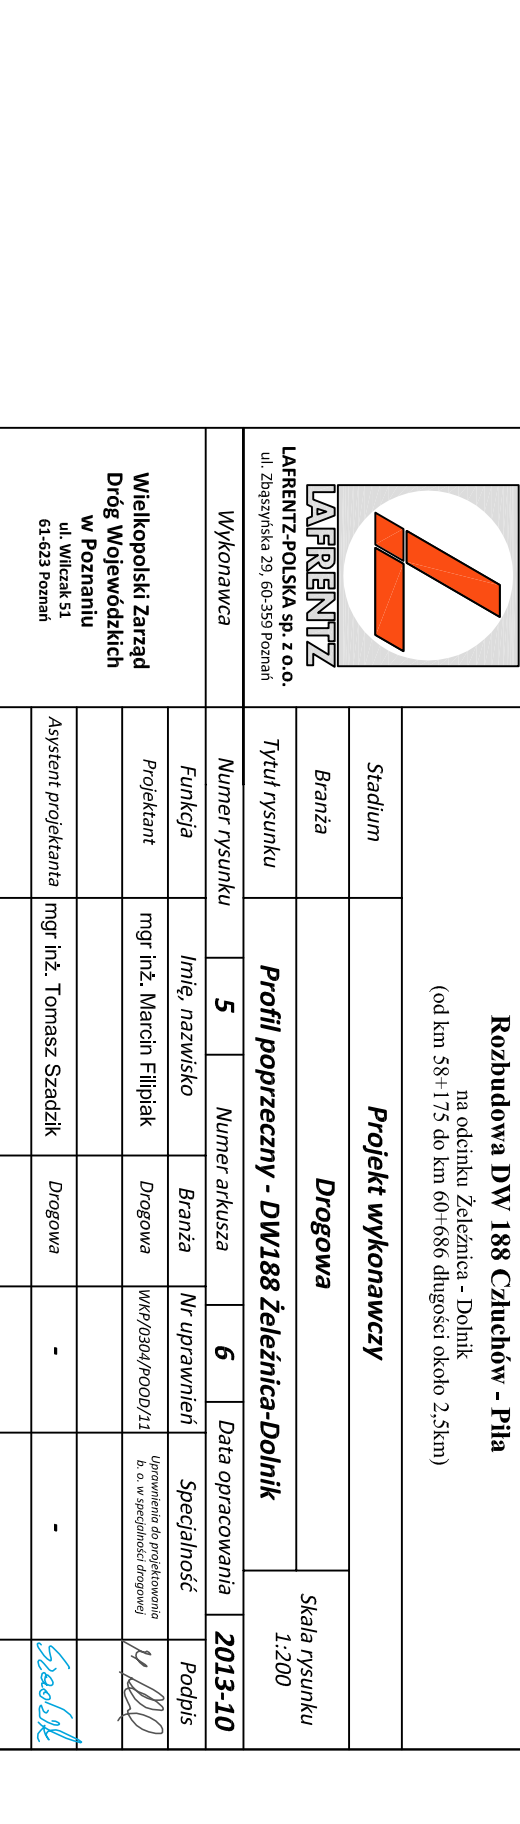 Rozbudowa DW 188 Człuchów - Piła
na odcinku Żeleźnica - Dolnik
(od km 58+175 do km 60+686 długości około 2,5km)
LAFRENTZ
LAFRENTZ-POLSKA sp. z o.o.
ul. Zbąszyńska 29, 60-359 Poznań
Stadium
Projekt wykonawczy
Branża
Drogowa
Skala rysunku
1:200
Tytuł rysunku
Profil poprzeczny - DW188 Żeleźnica-Dolnik
Wykonawca
Numer rysunku
5
Numer arkusza
6
Data opracowania
2013-10
Wielkopolski Zarząd
Dróg Wojewódzkich
w Poznaniu
ul. Wilczak 51
61-623 Poznań
Funkcja
Imię, nazwisko
Branża
Nr uprawnień
Specjalność
Podpis
Projektant
mgr inż. Marcin Filipiak
Drogowa
WKP/0304/POOD/11
Uprawnienia do projektowania
b. o. w specjalności drogowej
Asystent projektanta
mgr inż. Tomasz Szadzik
Drogowa
-
-
Szadzik